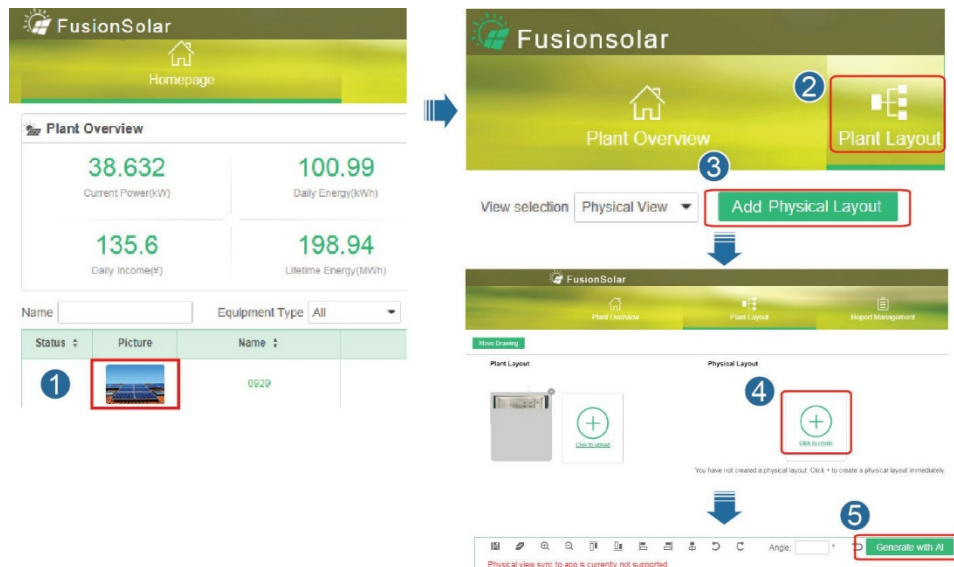 FusionSolar
Homepage
Plant Overview
38.632
Current Power(kW)
100.99
Daily Energy(kWh)
135.6
Daily Income(¥)
198.94
Lifetime Energy(MWh)
Name
Equipment Type All
Status Picture Name
1
0929
Fusionsolar
Plant Overview
2
Plant Layout
3
View selection Physical View Add Physical Layout
FusionSolar
Plant Overview Plant Layout Report Management
Move Drawing
Plant Layout Physical Layout
4
Click to upload
Click to create
You have not created a physical layout. Click + to create a physical layout immediately.
5
Angle: ° Generate with AI
Physical view sync to app is currently not supported